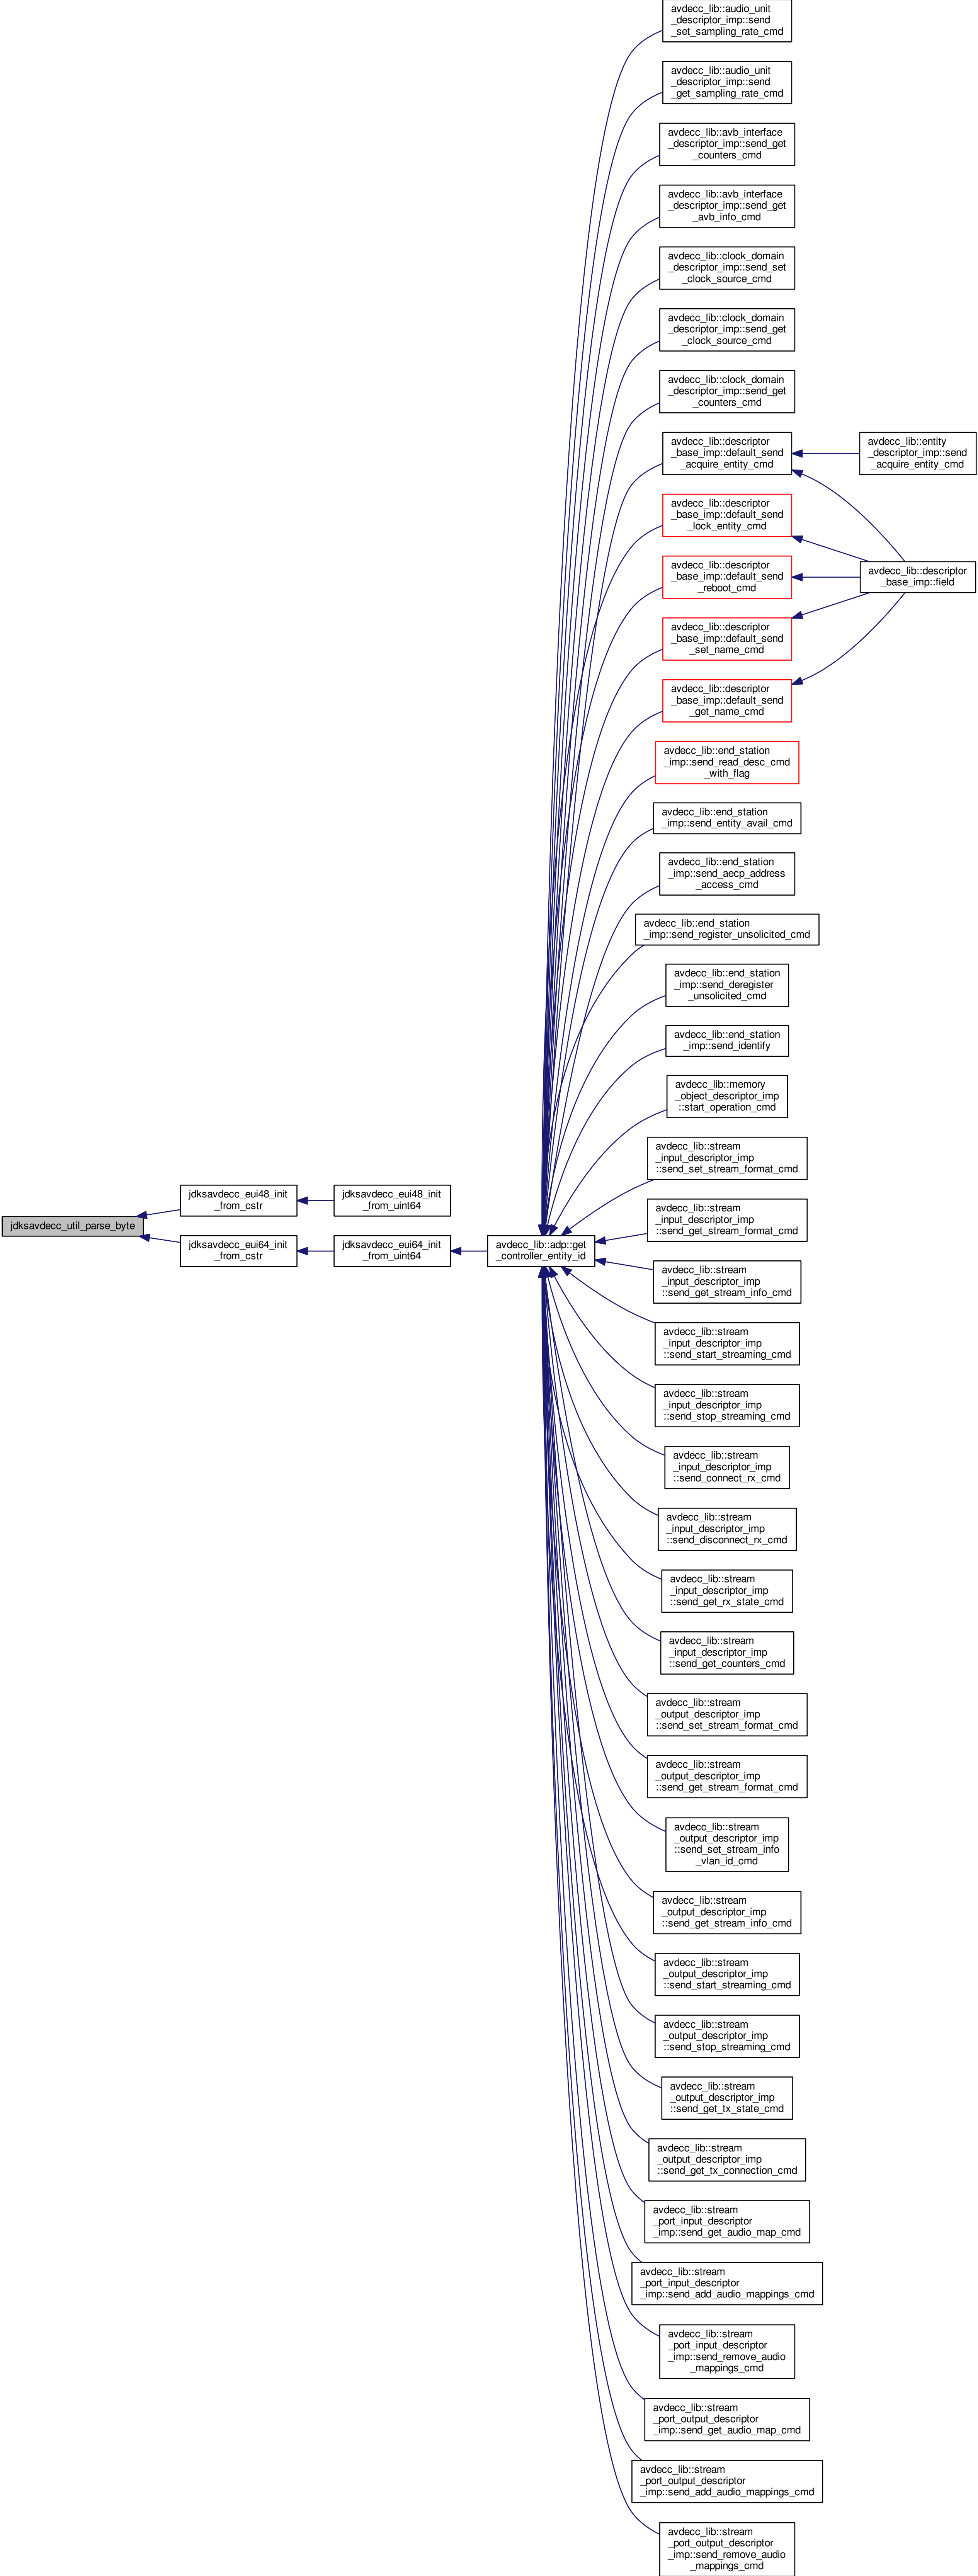 avdecc_lib::audio_unit
_descriptor_imp::send
_set_sampling_rate_cmd
avdecc_lib::audio_unit
_descriptor_imp::send
_get_sampling_rate_cmd
avdecc_lib::avb_interface
_descriptor_imp::send_get
_counters_cmd
avdecc_lib::avb_interface
_descriptor_imp::send_get
_avb_info_cmd
avdecc_lib::clock_domain
_descriptor_imp::send_set
_clock_source_cmd
avdecc_lib::clock_domain
_descriptor_imp::send_get
_clock_source_cmd
avdecc_lib::clock_domain
_descriptor_imp::send_get
_counters_cmd
avdecc_lib::descriptor
_base_imp::default_send
_acquire_entity_cmd
avdecc_lib::entity
_descriptor_imp::send
_acquire_entity_cmd
avdecc_lib::descriptor
_base_imp::default_send
_lock_entity_cmd
avdecc_lib::descriptor
_base_imp::default_send
_reboot_cmd
avdecc_lib::descriptor
_base_imp::field
avdecc_lib::descriptor
_base_imp::default_send
_set_name_cmd
avdecc_lib::descriptor
_base_imp::default_send
_get_name_cmd
avdecc_lib::end_station
_imp::send_read_desc_cmd
_with_flag
avdecc_lib::end_station
_imp::send_entity_avail_cmd
avdecc_lib::end_station
_imp::send_aecp_address
_access_cmd
avdecc_lib::end_station
_imp::send_register_unsolicited_cmd
avdecc_lib::end_station
_imp::send_deregister
_unsolicited_cmd
avdecc_lib::end_station
_imp::send_identify
avdecc_lib::memory
_object_descriptor_imp
::start_operation_cmd
avdecc_lib::stream
_input_descriptor_imp
::send_set_stream_format_cmd
jdksavdecc_util_parse_byte
jdksavdecc_eui48_init
_from_cstr
jdksavdecc_eui48_init
_from_uint64
jdksavdecc_eui64_init
_from_cstr
jdksavdecc_eui64_init
_from_uint64
avdecc_lib::adp::get
_controller_entity_id
avdecc_lib::stream
_input_descriptor_imp
::send_get_stream_format_cmd
avdecc_lib::stream
_input_descriptor_imp
::send_get_stream_info_cmd
avdecc_lib::stream
_input_descriptor_imp
::send_start_streaming_cmd
avdecc_lib::stream
_input_descriptor_imp
::send_stop_streaming_cmd
avdecc_lib::stream
_input_descriptor_imp
::send_connect_rx_cmd
avdecc_lib::stream
_input_descriptor_imp
::send_disconnect_rx_cmd
avdecc_lib::stream
_input_descriptor_imp
::send_get_rx_state_cmd
avdecc_lib::stream
_input_descriptor_imp
::send_get_counters_cmd
avdecc_lib::stream
_output_descriptor_imp
::send_set_stream_format_cmd
avdecc_lib::stream
_output_descriptor_imp
::send_get_stream_format_cmd
avdecc_lib::stream
_output_descriptor_imp
::send_set_stream_info
_vlan_id_cmd
avdecc_lib::stream
_output_descriptor_imp
::send_get_stream_info_cmd
avdecc_lib::stream
_output_descriptor_imp
::send_start_streaming_cmd
avdecc_lib::stream
_output_descriptor_imp
::send_stop_streaming_cmd
avdecc_lib::stream
_output_descriptor_imp
::send_get_tx_state_cmd
avdecc_lib::stream
_output_descriptor_imp
::send_get_tx_connection_cmd
avdecc_lib::stream
_port_input_descriptor
_imp::send_get_audio_map_cmd
avdecc_lib::stream
_port_input_descriptor
_imp::send_add_audio_mappings_cmd
avdecc_lib::stream
_port_input_descriptor
_imp::send_remove_audio
_mappings_cmd
avdecc_lib::stream
_port_output_descriptor
_imp::send_get_audio_map_cmd
avdecc_lib::stream
_port_output_descriptor
_imp::send_add_audio_mappings_cmd
avdecc_lib::stream
_port_output_descriptor
_imp::send_remove_audio
_mappings_cmd